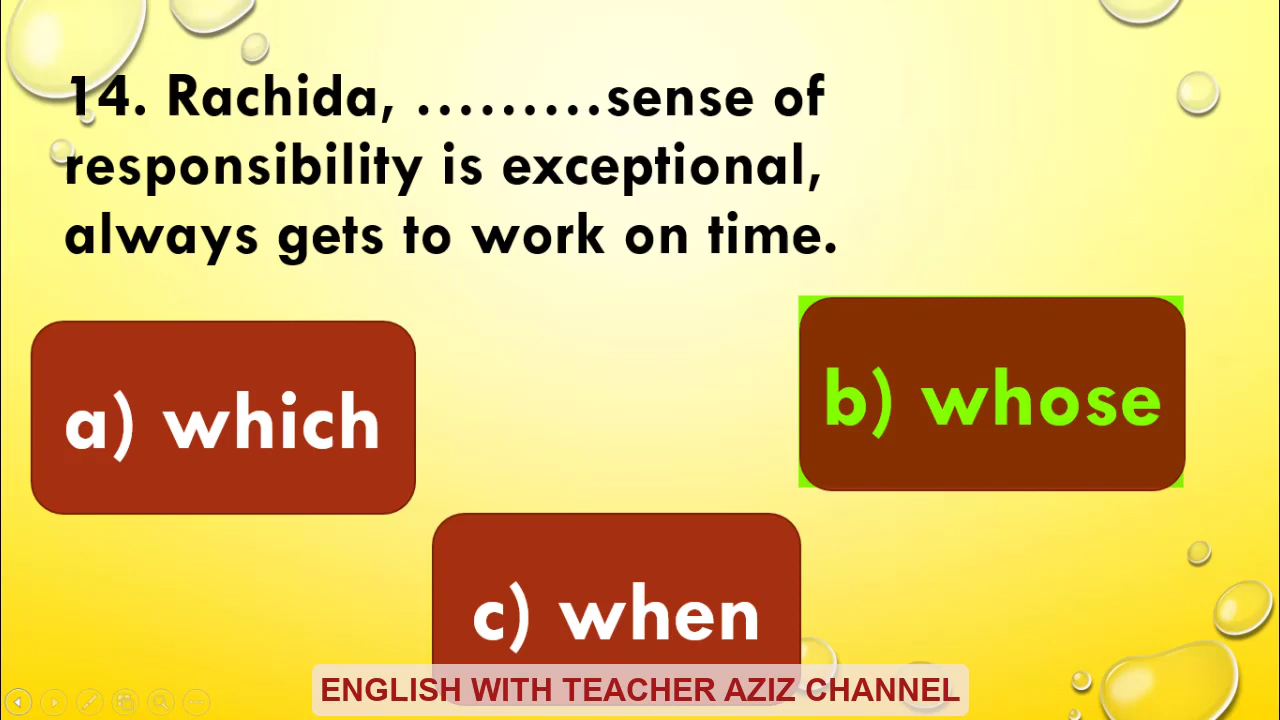 14. Rachida, .........sense of
responsibility is exceptional,
always gets to work on time.
a) which
b) whose
c) when
ENGLISH WITH TEACHER AZIZ CHANNEL